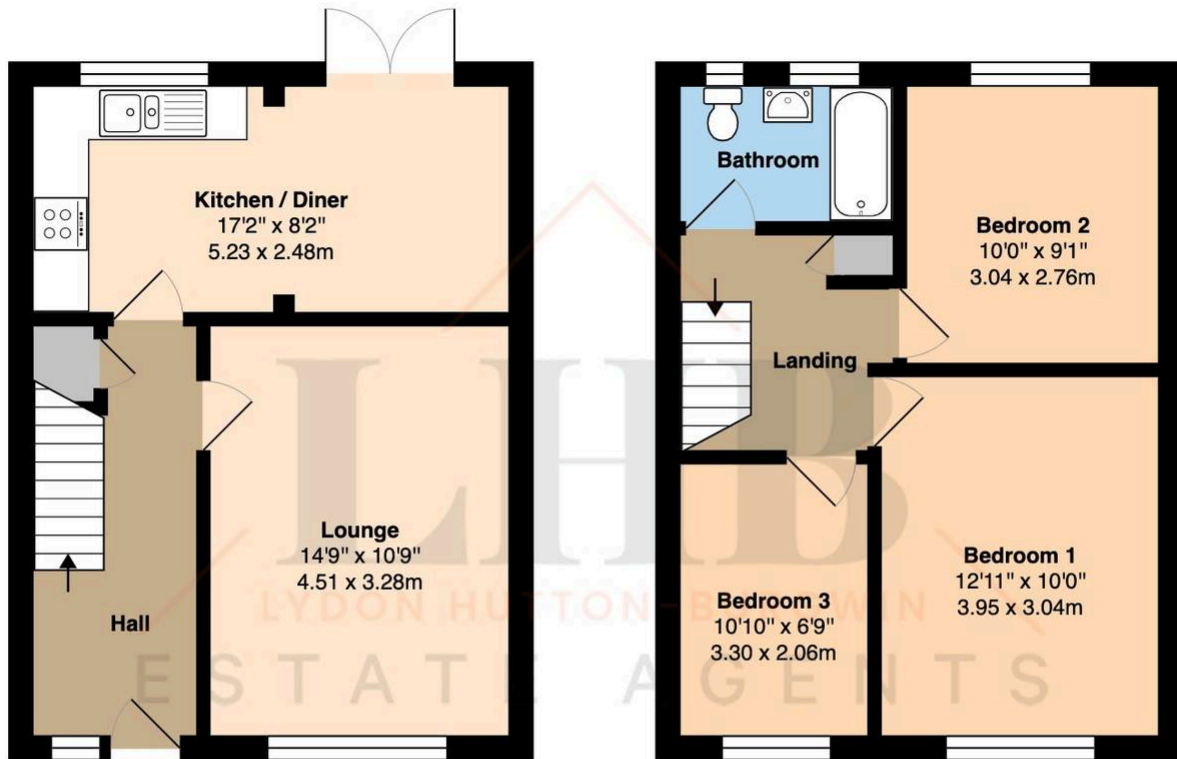 Kitchen / Diner
17'2" x 8'2"
5.23 x 2.48m
Lounge
14'9" x 10'9"
4.51 x 3.28m
Hall
Bathroom
Bedroom 2
10'0" x 9'1"
3.04 x 2.76m
Landing
Bedroom 1
12'11" x 10'0"
3.95 x 3.04m
Bedroom 3
10'10" x 6'9"
3.30 x 2.06m
LHB
LYDON HUTTON
ESTATE AGENTS